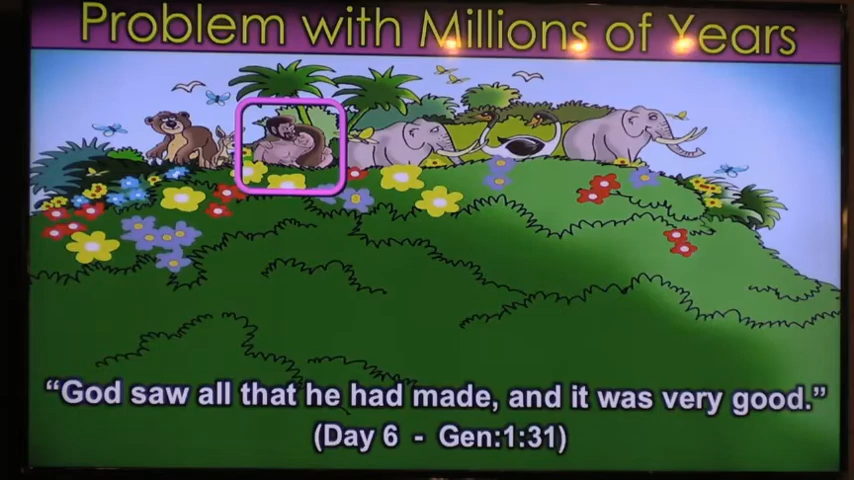 Problem with Millions of Years
“God saw all that he had made, and it was very good.”
(Day 6 - Gen:1:31)